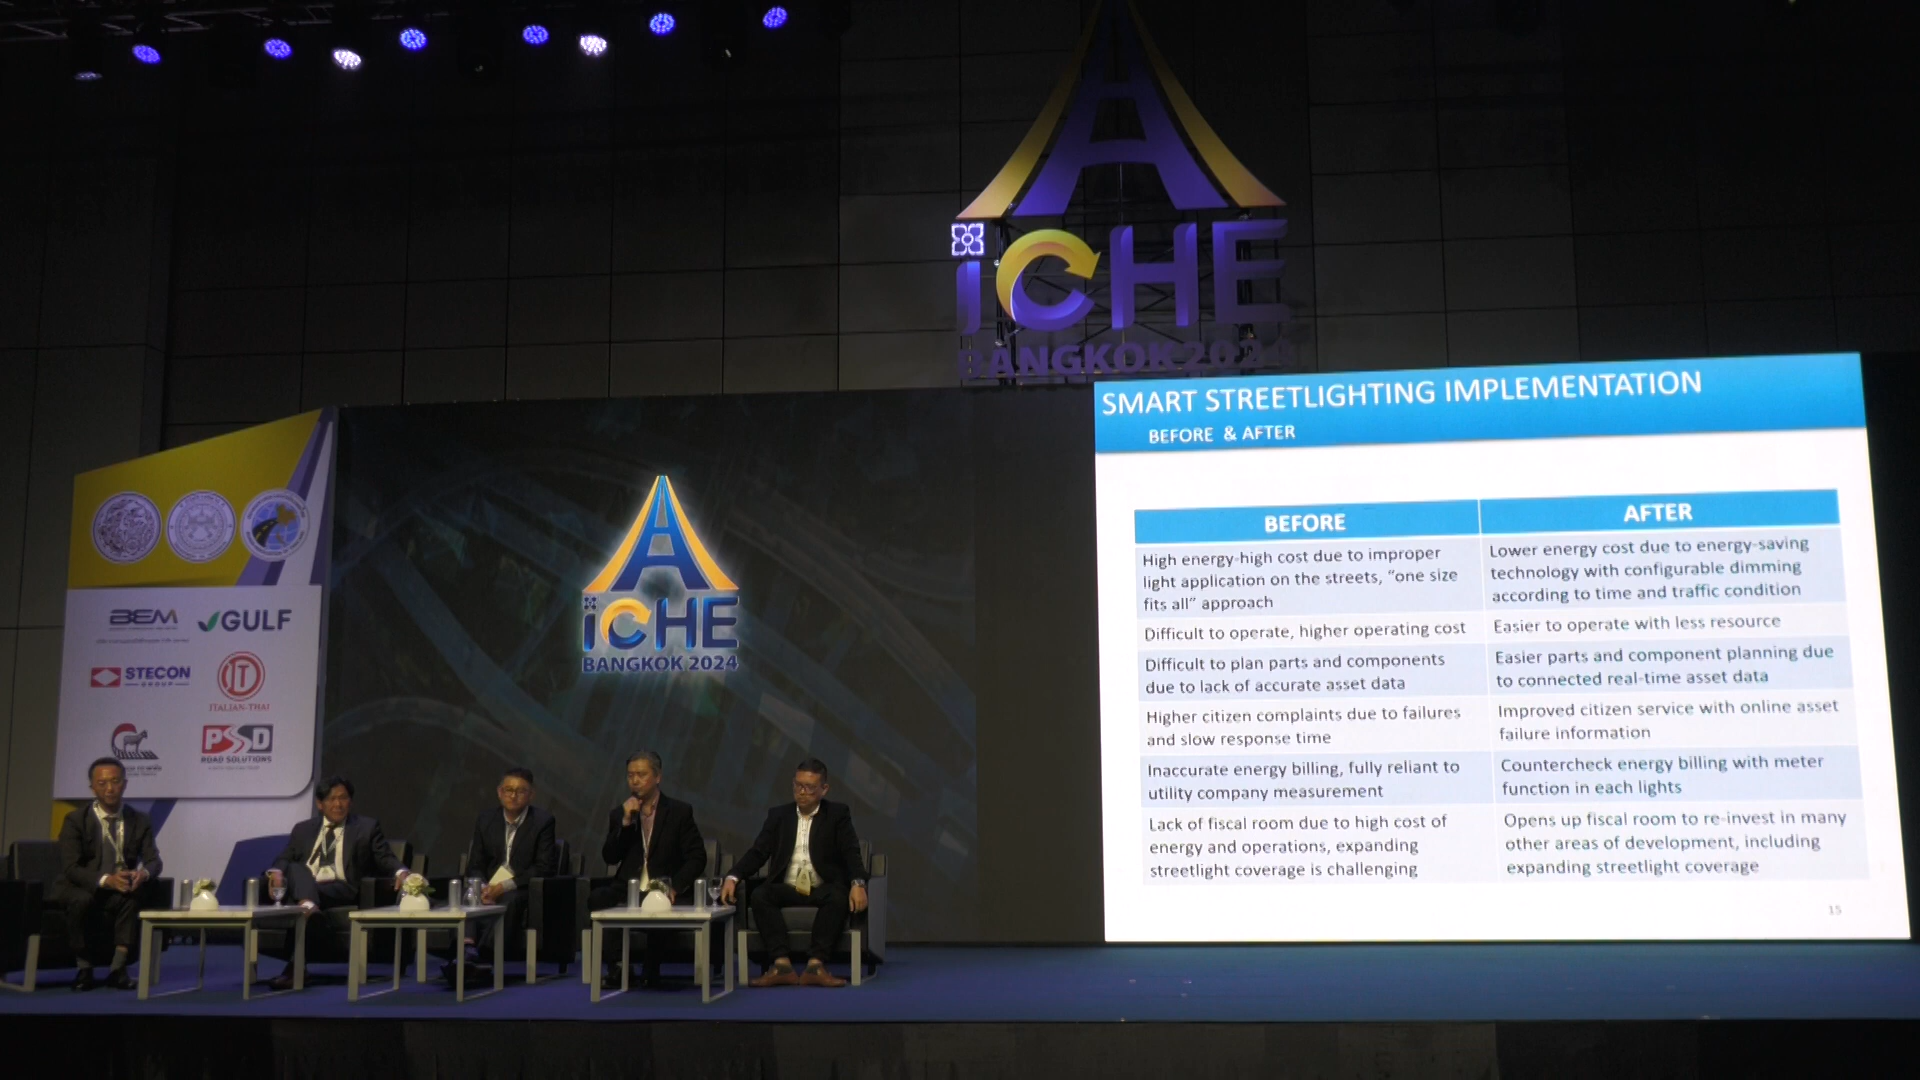 iCHE
BANGKOK 2024
BEM
GULF
STECON
GROUP
IT
ITALIAN-THAI
PSD
ROAD SOLUTIONS
iCHE
BANGKOK 2024
SMART STREETLIGHTING IMPLEMENTATION
BEFORE & AFTER
BEFORE
AFTER
High energy-high cost due to improper
light application on the streets, “one size
fits all” approach
Lower energy cost due to energy-saving
technology with configurable dimming
according to time and traffic condition
Difficult to operate, higher operating cost
Easier to operate with less resource
Difficult to plan parts and components
due to lack of accurate asset data
Easier parts and component planning due
to connected real-time asset data
Higher citizen complaints due to failures
and slow response time
Improved citizen service with online asset
failure information
Inaccurate energy billing, fully reliant to
utility company measurement
Countercheck energy billing with meter
function in each lights
Lack of fiscal room due to high cost of
energy and operations, expanding
streetlight coverage is challenging
Opens up fiscal room to re-invest in many
other areas of development, including
expanding streetlight coverage
15